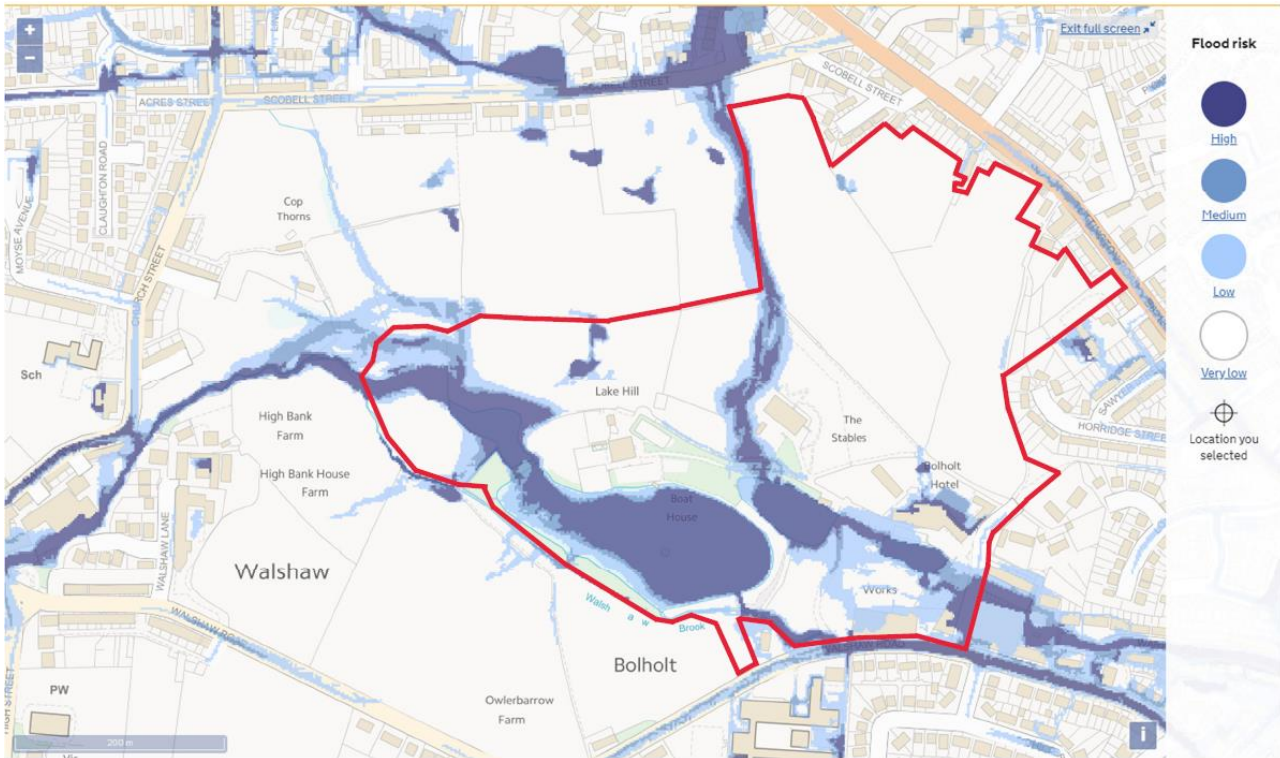 +
−
Exit full screen
Flood risk
High
Medium
Low
Very low
Location you
selected
ACRES STREET
SCOBELL STREET
SCOBELL STREET
MOYSE AVENUE
CLAUGHTON ROAD
CHURCH STREET
Cop
Thorns
Sch
High Bank
Farm
High Bank House
Farm
Lake Hill
The
Stables
Bolholt
Hotel
HORRIDGE STREET
Boat
House
WALSHAW LANE
Walshaw
Works
Walsh
a w
Brook
WALSHAW ROAD
WALSHAW ROAD
Bolholt
PW
Owlerbarrow
Farm
HIGH STREET
200 m
i